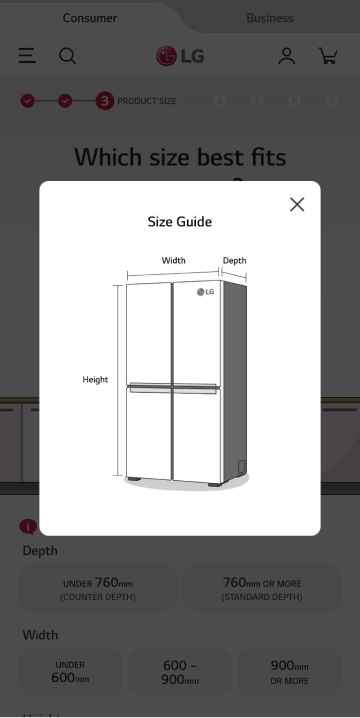 Consumer
Business
LG
3 PRODUCT SIZE 4 5 6 7
Which size best fits
?
Size Guide
Width
Depth
LG
Height
i
Depth
UNDER 760mm
(COUNTER DEPTH)
760mm OR MORE
(STANDARD DEPTH)
Width
UNDER
600mm
600 ~
900mm
900mm
OR MORE